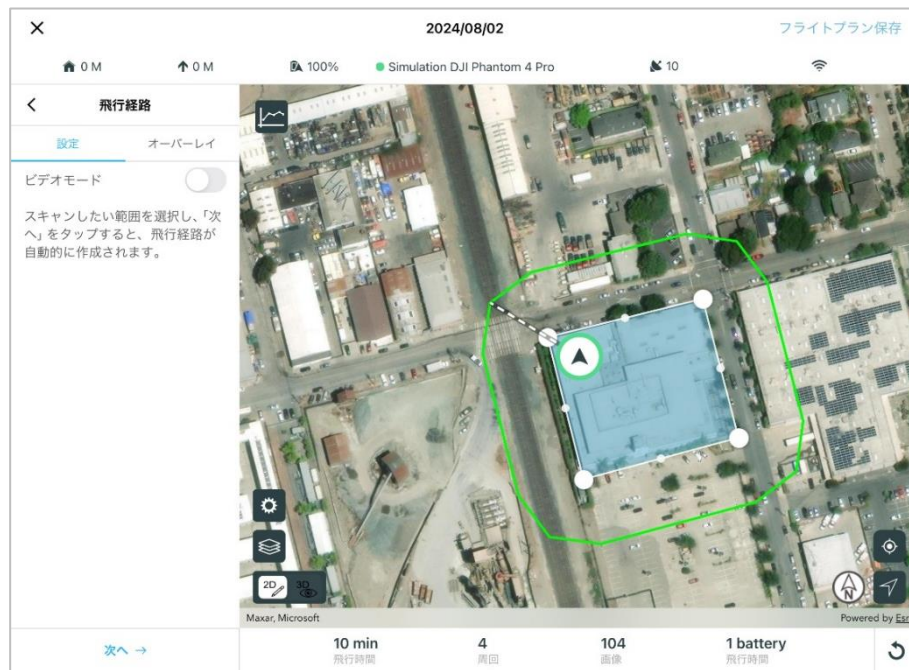 2024/08/02
フライトプラン保存
0 M
0 M
100%
Simulation DJI Phantom 4 Pro
10
飛行経路
設定
オーバーレイ
ビデオモード
スキャンしたい範囲を選択し、「次
へ」をタップすると、飛行経路が
自動的に作成されます。
2D
3D
N
Maxar, Microsoft
Powered by Esri
次へ →
10 min
飛行時間
4
周回
104
画像
1 battery
飛行時間